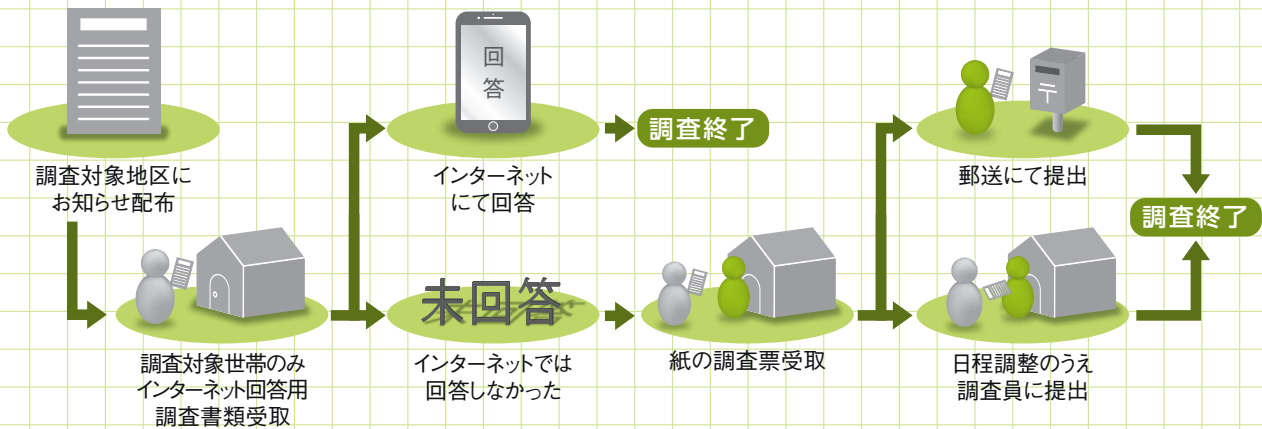 調査対象地区に
お知らせ配布
調査対象世帯のみ
インターネット回答用
調査書類受取
回
答
インターネット
にて回答
調査終了
未回答
インターネットでは
回答しなかった
紙の調査票受取
〒
郵送にて提出
日程調整のうえ
調査員に提出
調査終了